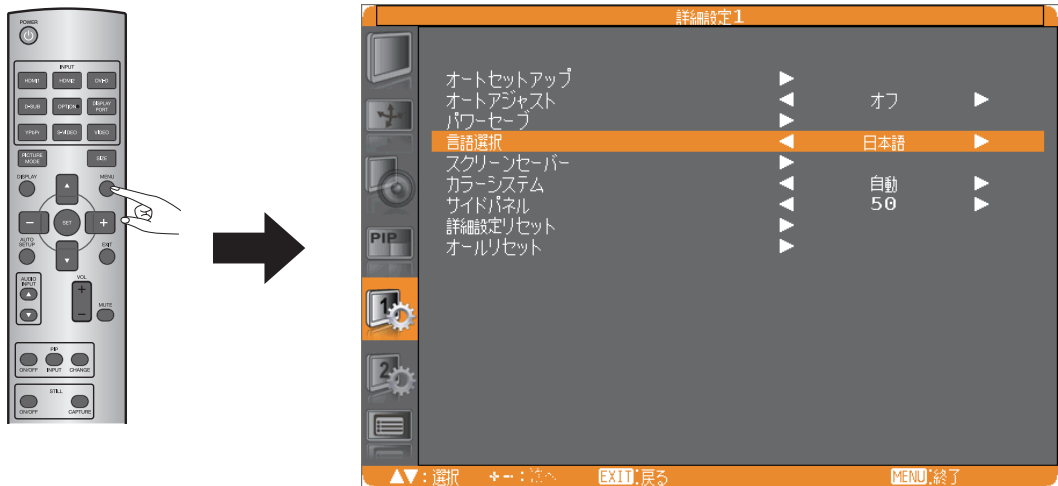 POWER
INPUT
HDMI1 HDMI2 DVI-D
D-SUB OPTION DISPLAY PORT
YPbPr S-VIDEO VIDEO
PICTURE MODE SIZE
DISPLAY MENU
SET
AUTO SETUP EXIT
AUDIO INPUT VOL
MUTE
PIP
ON/OFF INPUT CHANGE
STILL
ON/OFF CAPTURE
詳細設定1
オートセットアップ ▶
オートアジャスト ◀ オフ ▶
パワーセーブ ▶
言語選択 ◀ 日本語 ▶
スクリーンセーバー ▶
カラーシステム ◀ 自動 ▶
サイドパネル ◀ 50 ▶
詳細設定リセット ▶
オールリセット ▶
PIP
1
2
▲▼:選択 +-:次へ EXIT:戻る MENU:終了